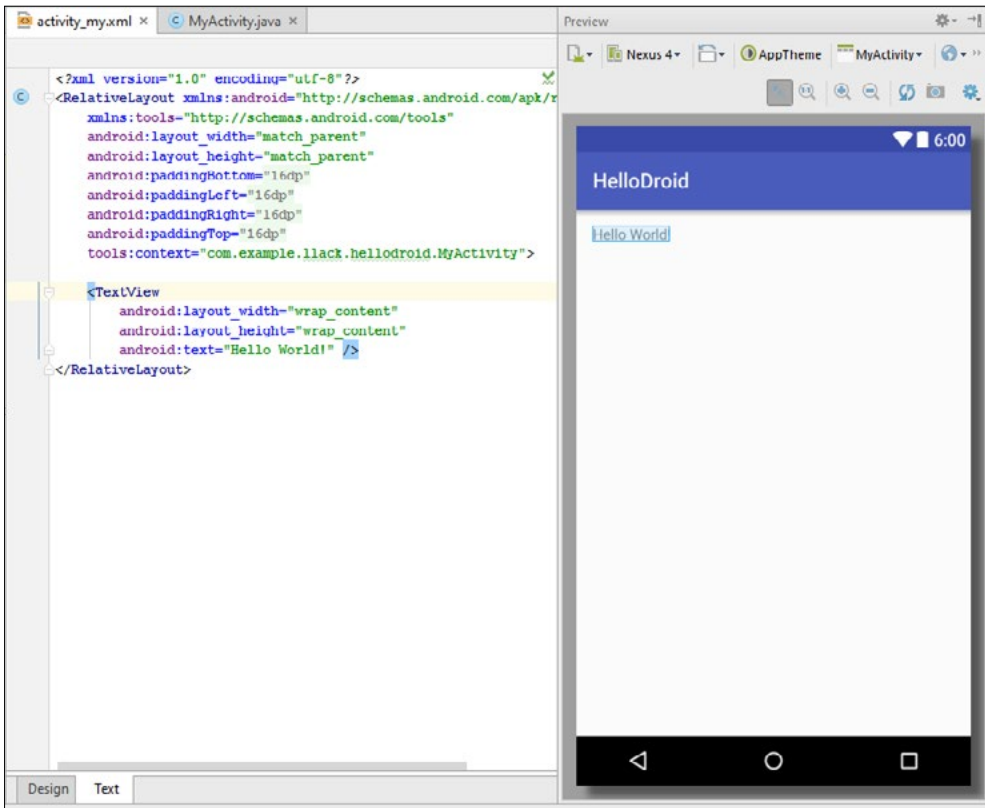 activity_my.xml
MyActivity.java
<?xml version="1.0" encoding="utf-8"?>
<RelativeLayout xmlns:android="http://schemas.android.com/apk/r
xmlns:tools="http://schemas.android.com/tools"
android:layout_width="match_parent"
android:layout_height="match_parent"
android:paddingBottom="16dp"
android:paddingLeft="16dp"
android:paddingRight="16dp"
android:paddingTop="16dp"
tools:context="com.example.llack.hellodroid.MyActivity">
<TextView
android:layout_width="wrap_content"
android:layout_height="wrap_content"
android:text="Hello World!" />
</RelativeLayout>
Design
Text
Preview
Nexus 4
AppTheme
MyActivity
6:00
HelloDroid
Hello World!